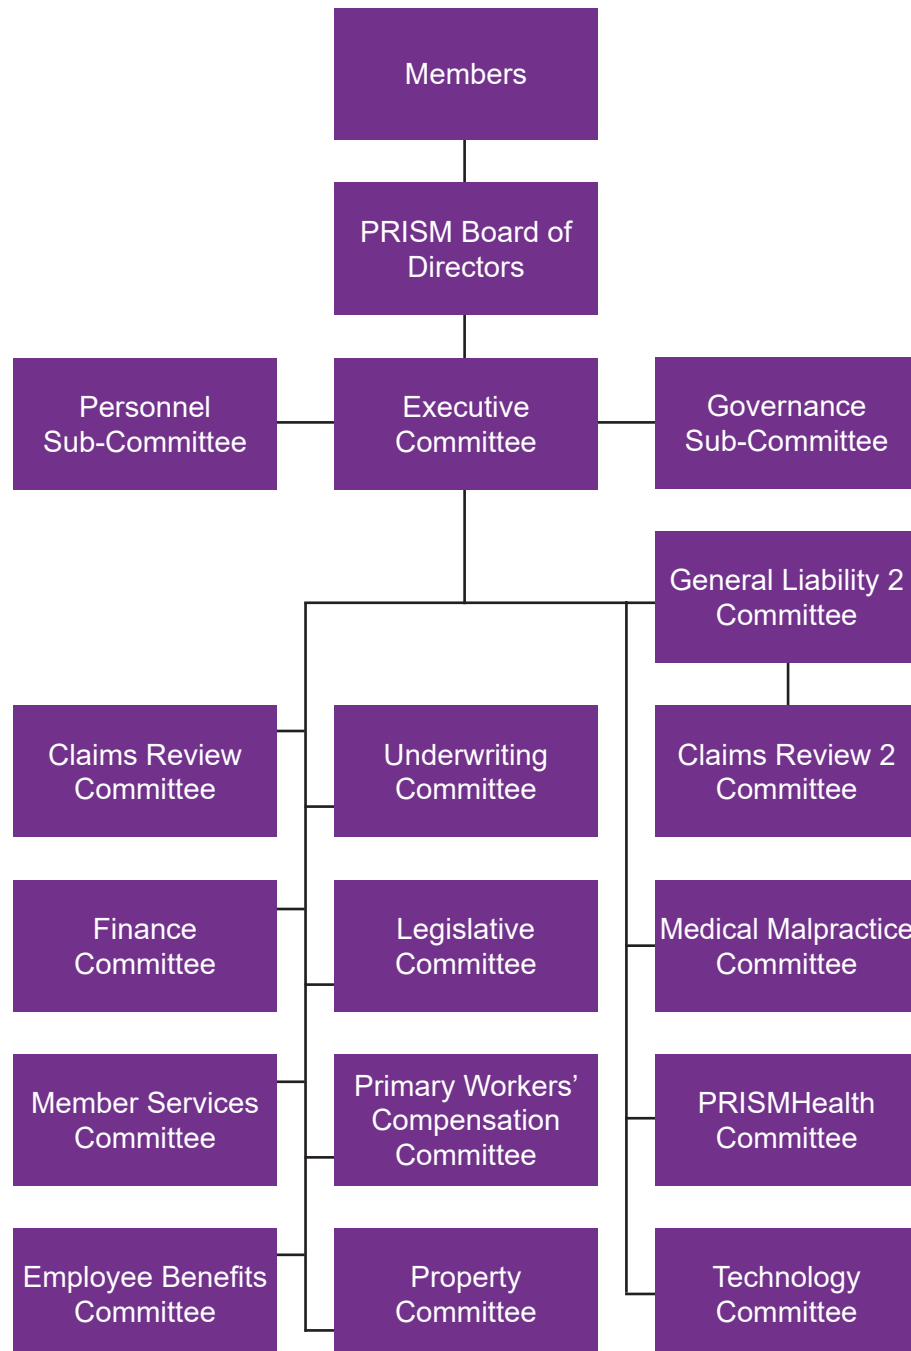 Members
PRISM Board of
Directors
Personnel
Sub-Committee
Executive
Committee
Governance
Sub-Committee
General Liability 2
Committee
Claims Review
Committee
Underwriting
Committee
Claims Review 2
Committee
Finance
Committee
Legislative
Committee
Medical Malpractice
Committee
Member Services
Committee
Primary Workers’
Compensation
Committee
PRISMHealth
Committee
Employee Benefits
Committee
Property
Committee
Technology
Committee